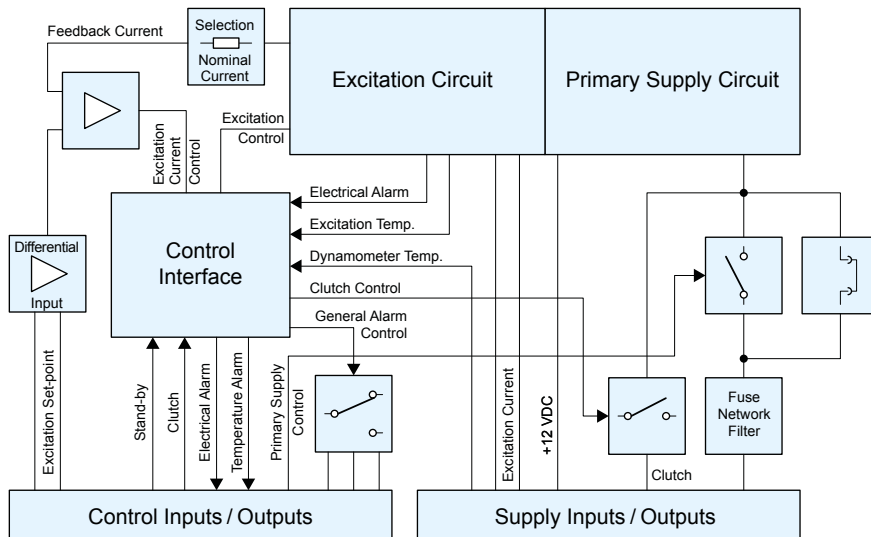 Feedback Current
Selection
Nominal
Current
Excitation Circuit
Primary Supply Circuit
Excitation
Control
Excitation
Current
Control
Electrical Alarm
Excitation Temp.
Dynamometer Temp.
Clutch Control
General Alarm
Control
Control
Interface
Differential
Input
Fuse
Network
Filter
Excitation Set-point
Stand-by
Clutch
Electrical Alarm
Temperature Alarm
Primary Supply
Control
Excitation Current
+12 VDC
Clutch
Control Inputs / Outputs
Supply Inputs / Outputs